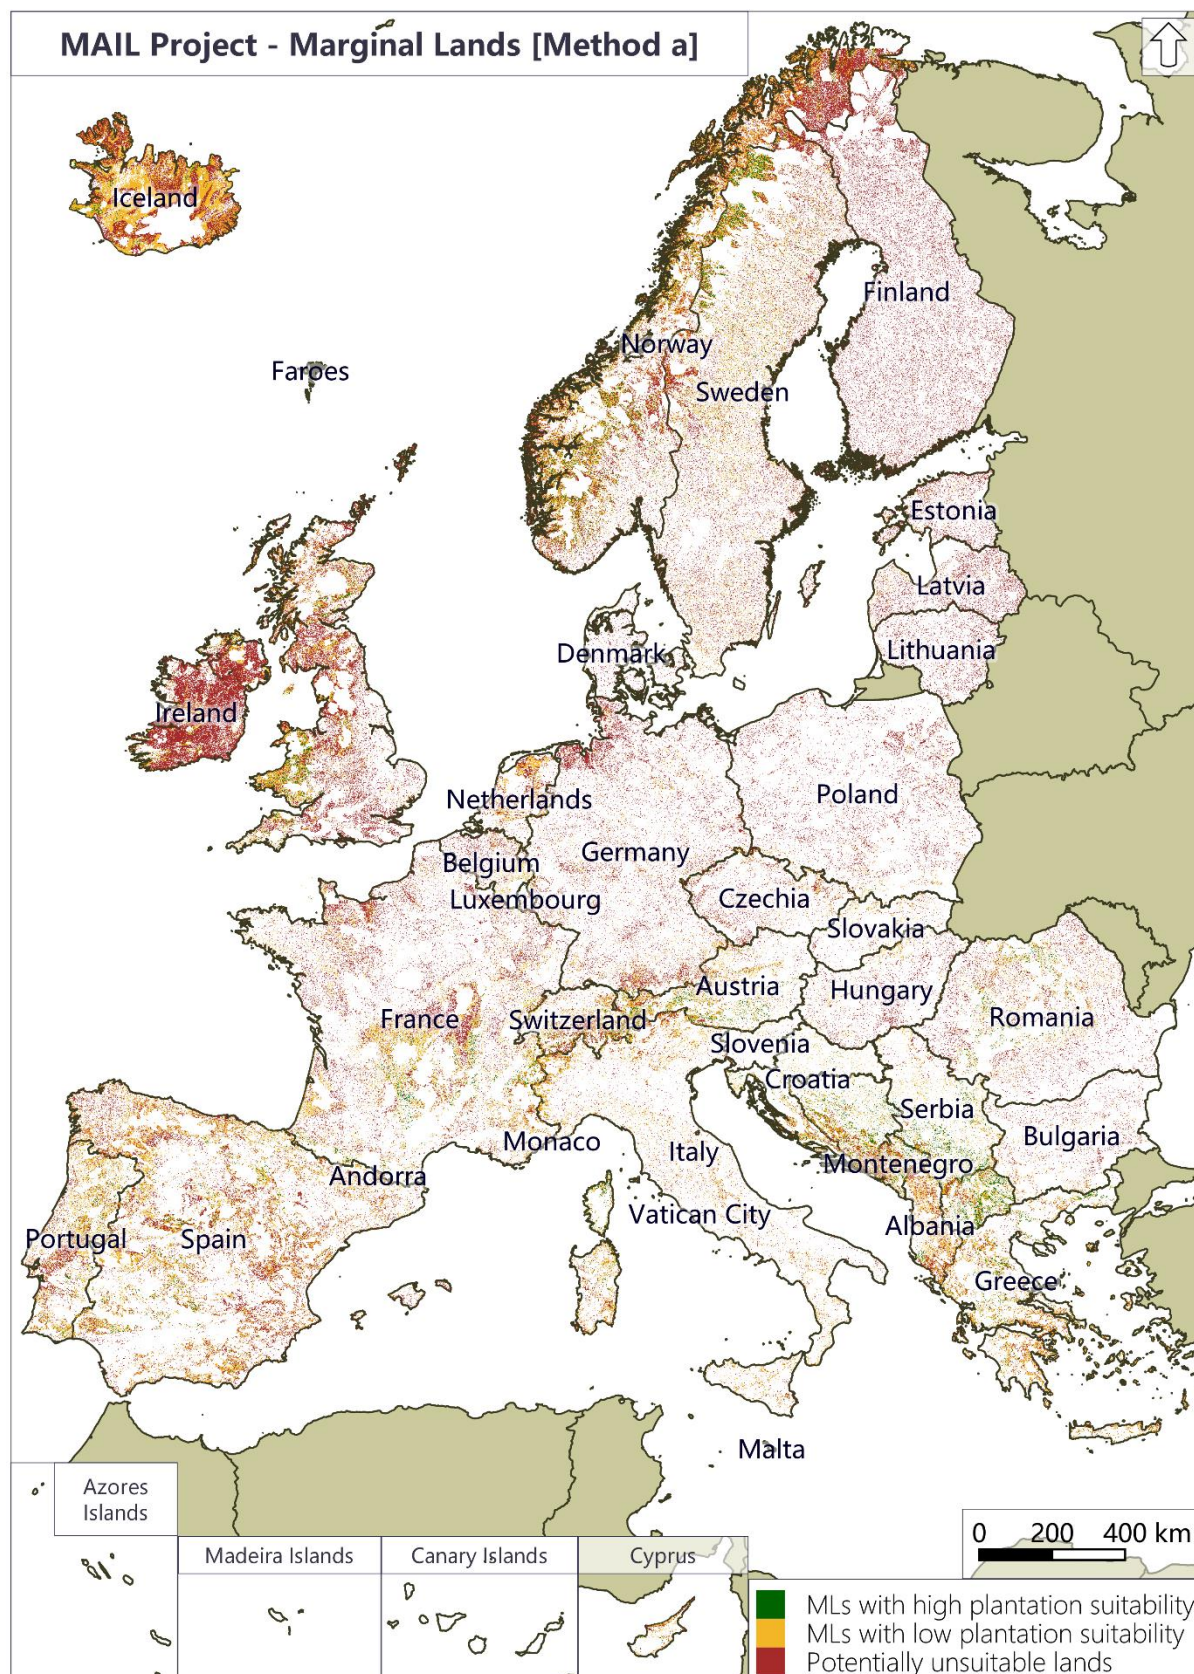 MAIL Project - Marginal Lands [Method a]
Iceland
Finland
Norway
Faroes
Sweden
Estonia
Latvia
Denmark
Lithuania
Ireland
Netherlands
Poland
Belgium
Germany
Luxembourg
Czechia
Slovakia
Austria
Hungary
France
Switzerland
Romania
Slovenia
Croatia
Serbia
Monaco
Italy
Bulgaria
Andorra
Montenegro
Vatican City
Albania
Portugal
Spain
Greece
Malta
Azores
Islands
Madeira Islands
Canary Islands
Cyprus
0 200 400 km
MLs with high plantation suitability
MLs with low plantation suitability
Potentially unsuitable lands